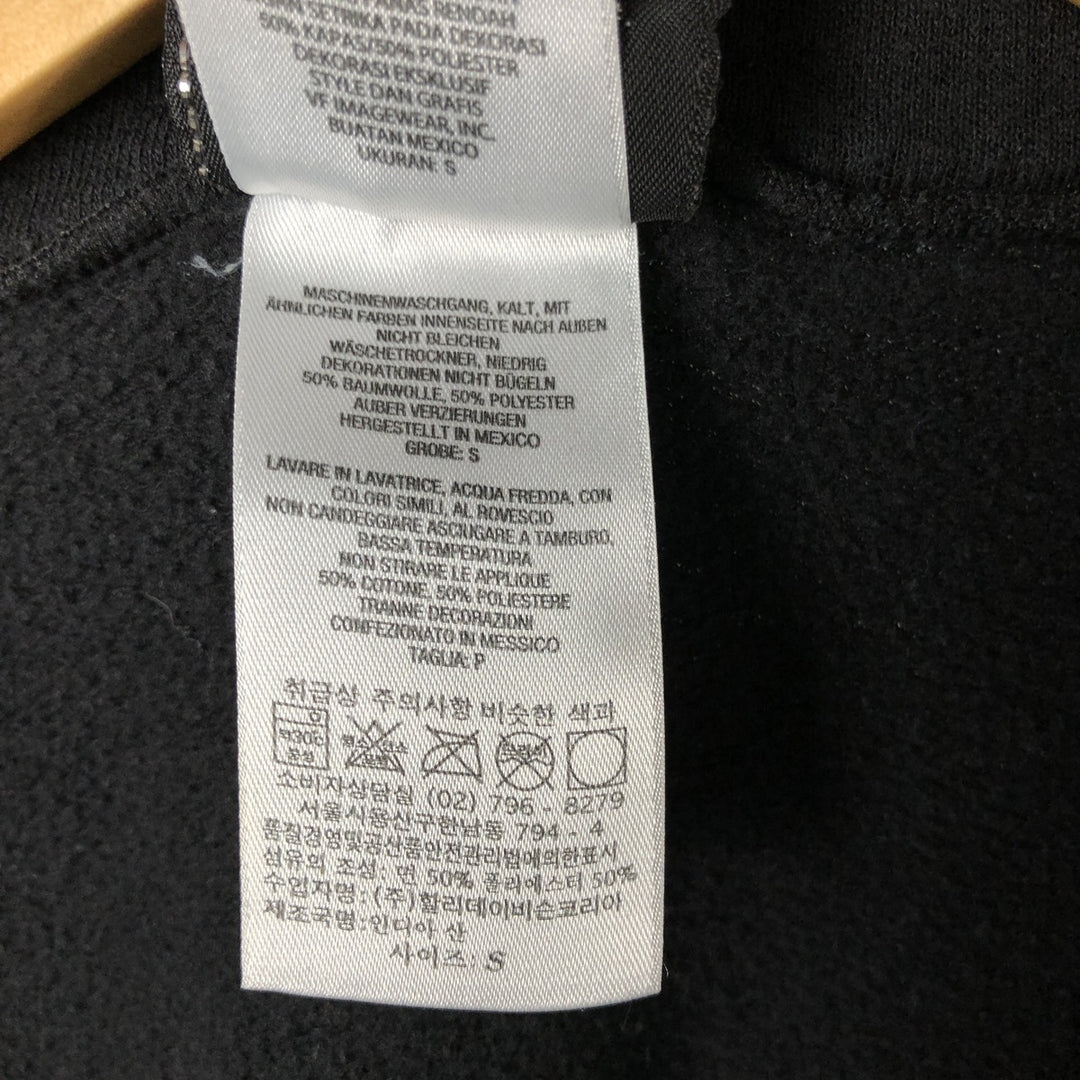 RENDAH
SETRIKA PADA DEKORASI
50% KAPAS/50% POLIESTER
DEKORASI EKSKLUSIF
STYLE DAN GRAFIS
VF IMAGEWEAR, INC.
BUATAN MEXICO
UKURAN: S
MASCHINENWASCHGANG, KALT, MIT
ÄHNLICHEN FARBEN INNENSEITE NACH AUBEN
NICHT BLEICHEN
WÄSCHETROCKNER, NIEDRIG
DEKORATIONEN NICHT BÜGELN
50% BAUMWOLLE, 50% POLYESTER
AUBER VERZIERUNGEN
HERGESTELLT IN MEXICO
GROBE: S
LAVARE IN LAVATRICE, ACQUA FREDDA, CON
COLORI SIMILI, AL ROVESCIO
NON CANDEGGIARE ASCIUGARE A TAMBURO,
BASSA TEMPERATURA
NON STIRARE LE APPLIQUE
50% COTONE, 50% POLIESTERE
TRANNE DECORAZIONI
CONFEZIONATO IN MESSICO
TAGLIA: P
취급상 주의사항 비슷한 색과
약30℃
소비자상담실 (02) 796 - 8279
서울시용산구한남동 794 - 4
품질경영및공산품안전관리법에의한표시
섬유의 조성: 면 50% 폴리에스터 50%
수입자명: (주)할리데이비슨코리아
제조국명:인디아 산
사이즈: S